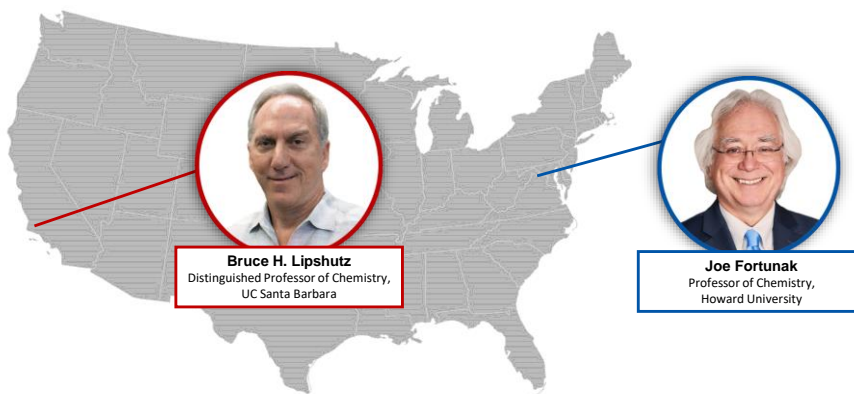 Bruce H. Lipshutz
Distinguished Professor of Chemistry,
UC Santa Barbara
Joe Fortunak
Professor of Chemistry,
Howard University